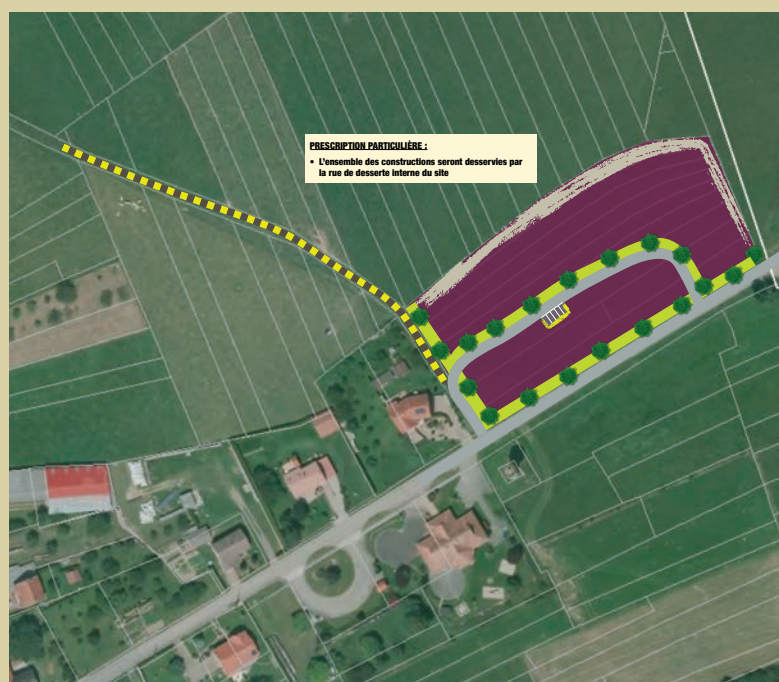 PRESCRIPTION PARTICULIÈRE :
• L'ensemble des constructions seront desservies par
la rue de desserte interne du site